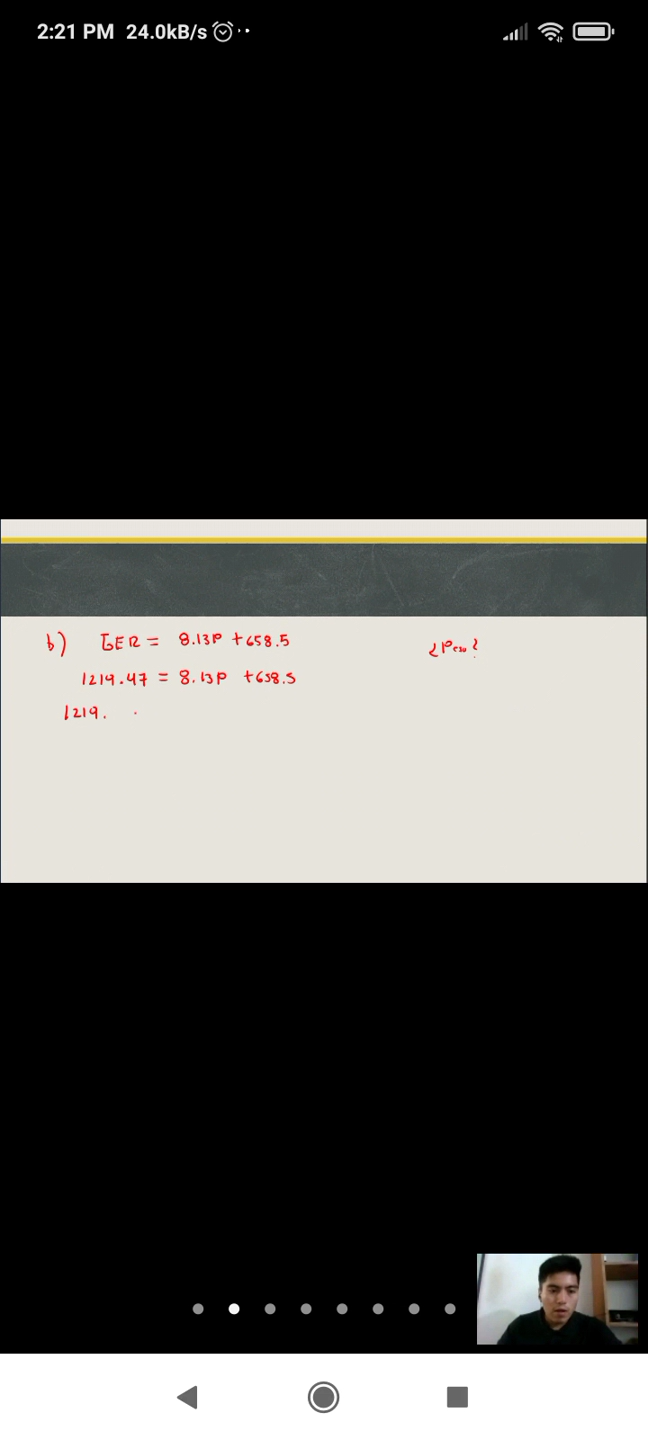 2:21 PM 24.0kB/s
b) GER = 8.13P + 658.5
¿Peso?
1219.47 = 8.13P + 658.5
1219.